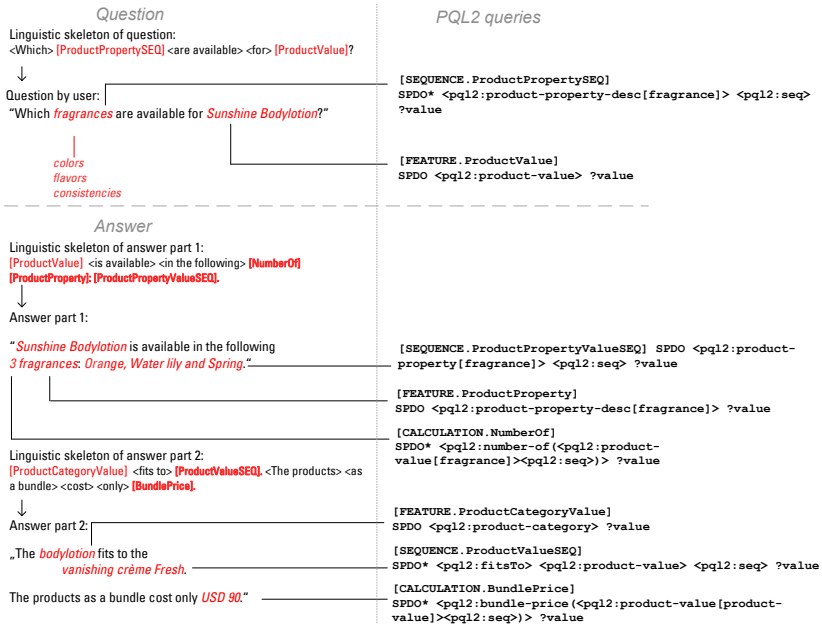 Question
PQL2 queries
Linguistic skeleton of question:
<Which> [ProductPropertySEQ] <are available> <for> [ProductValue]?
Question by user:
"Which fragrances are available for Sunshine Bodylotion?"
colors
flavors
consistencies
[SEQUENCE.ProductPropertySEQ]
SPDO* <pql2:product-property-desc[fragrance]> <pql2:seq>
?value
[FEATURE.ProductValue]
SPDO <pql2:product-value> ?value
Answer
Linguistic skeleton of answer part 1:
[ProductValue] <is available> <in the following> [NumberOf]
[ProductProperty]: [ProductPropertyValueSEQ].
Answer part 1:
“Sunshine Bodylotion is available in the following
3 fragrances: Orange, Water lily and Spring.“
[SEQUENCE.ProductPropertyValueSEQ] SPDO <pql2:product-
property[fragrance]> <pql2:seq> ?value
[FEATURE.ProductProperty]
SPDO <pql2:product-property-desc[fragrance]> ?value
[CALCULATION.NumberOf]
SPDO* <pql2:number-of(<pql2:product-
value[fragrance]><pql2:seq>)> ?value
Linguistic skeleton of answer part 2:
[ProductCategoryValue] <fits to> [ProductValueSEQ]. <The products> <as
a bundle> <cost> <only> [BundlePrice].
Answer part 2:
„The bodylotion fits to the
vanishing crème Fresh.
The products as a bundle cost only USD 90.“
[FEATURE.ProductCategoryValue]
SPDO <pql2:product-category> ?value
[SEQUENCE.ProductValueSEQ]
SPDO* <pql2:fitsTo> <pql2:product-value> <pql2:seq> ?value
[CALCULATION.BundlePrice]
SPDO* <pql2:bundle-price(<pql2:product-value[product-
value]><pql2:seq>)> ?value